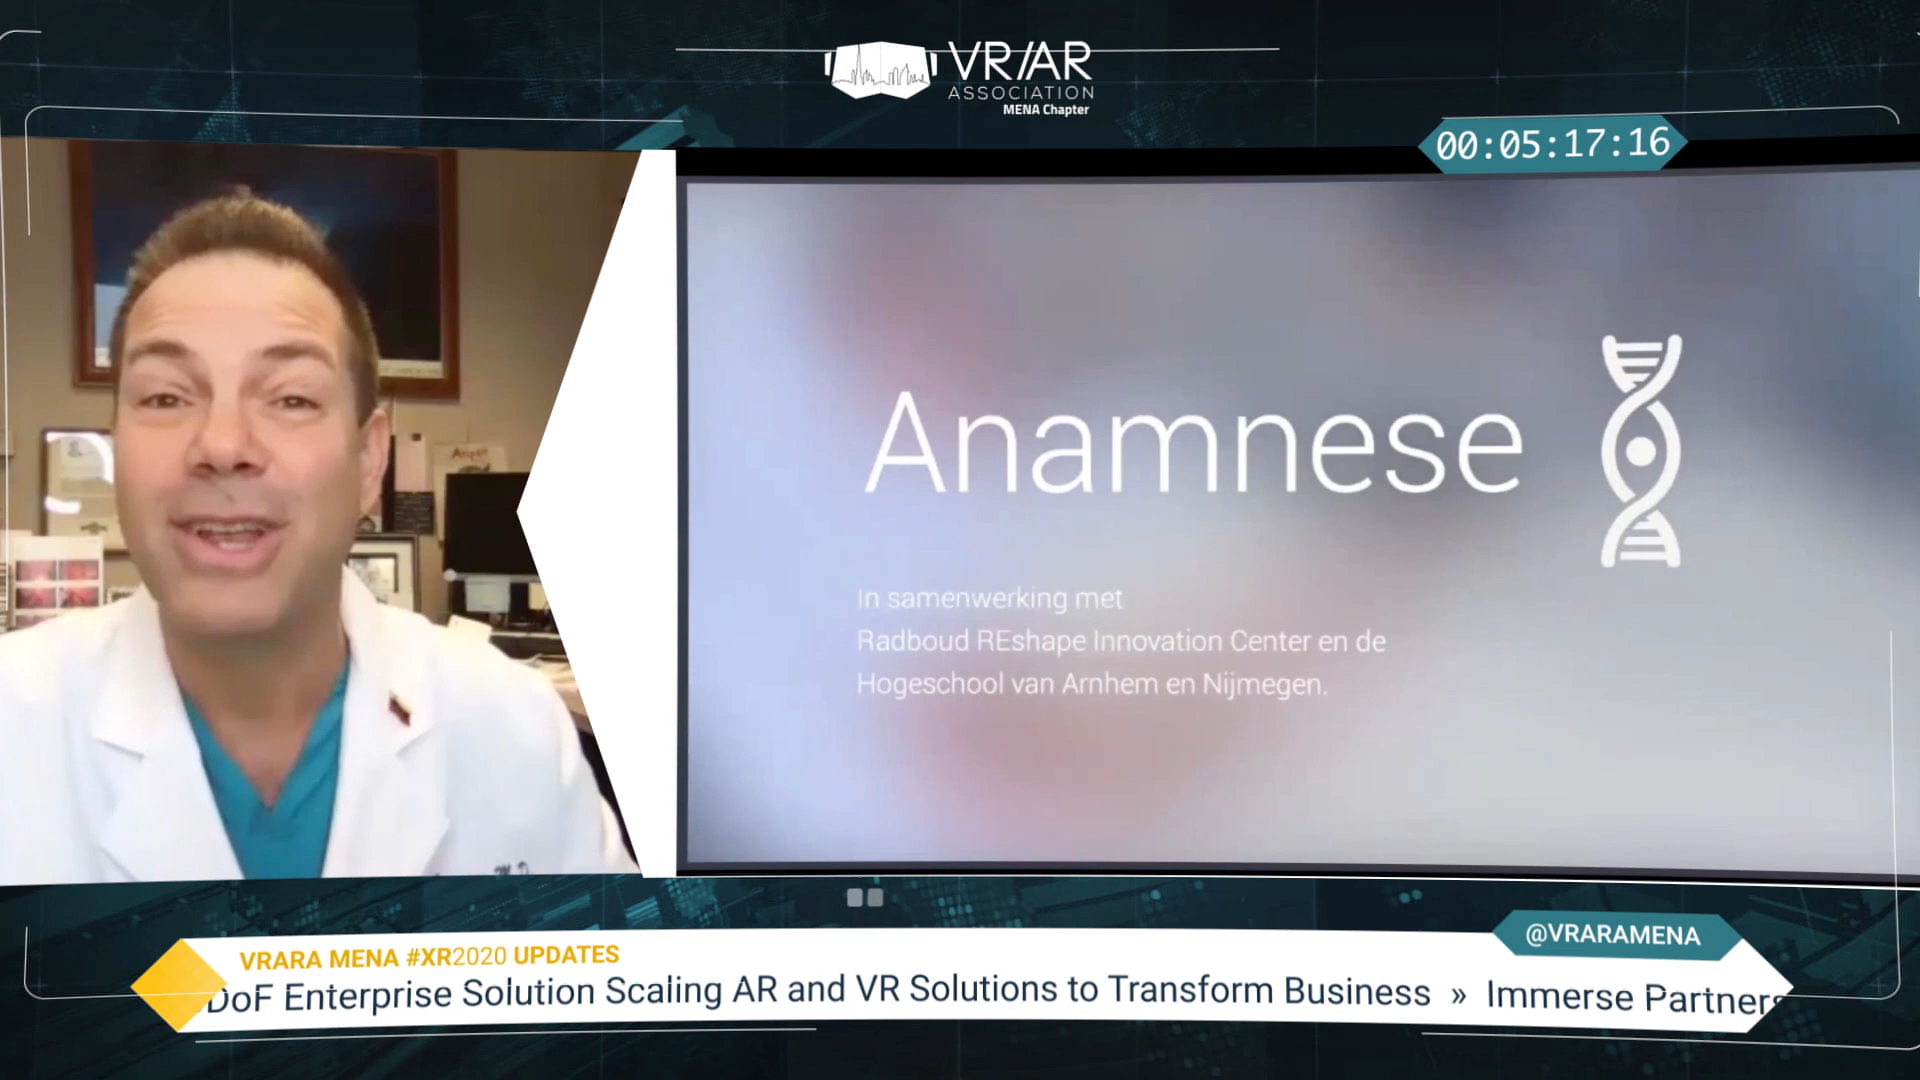 VR/AR
ASSOCIATION
MENA Chapter
00:05:17:16
Anamnese
In samenwerking met
Radboud REshape Innovation Center en de
Hogeschool van Arnhem en Nijmegen.
@VRARAMENA
VRARA MENA #XR2020 UPDATES
DoF Enterprise Solution Scaling AR and VR Solutions to Transform Business » Immerse Partners